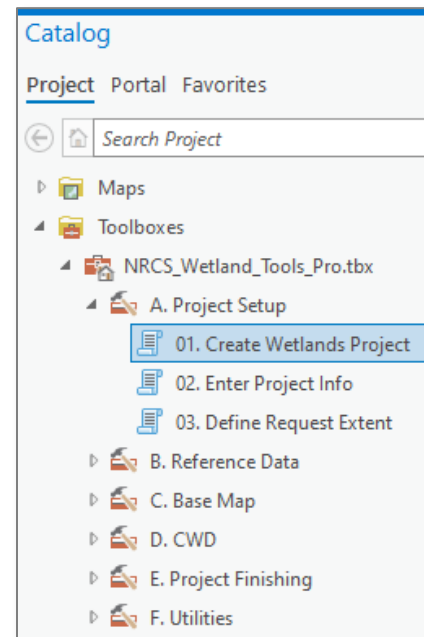 Catalog
Project Portal Favorites
Search Project
Maps
Toolboxes
NRCS_Wetland_Tools_Pro.tbx
A. Project Setup
01. Create Wetlands Project
02. Enter Project Info
03. Define Request Extent
B. Reference Data
C. Base Map
D. CWD
E. Project Finishing
F. Utilities